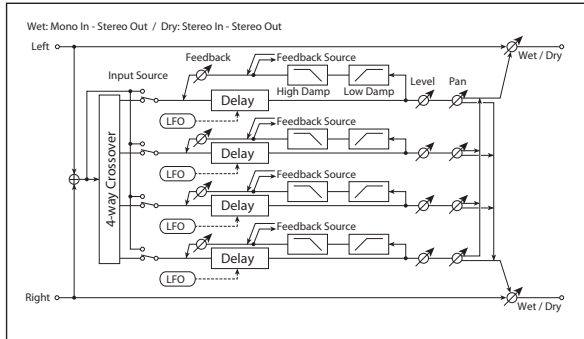 Wet: Mono In - Stereo Out / Dry: Stereo In - Stereo Out
Left
Wet / Dry
Feedback
Feedback Source
Input Source
High Damp
Low Damp
Level
Pan
Delay
LFO
Feedback Source
Delay
LFO
4-way Crossover
Feedback Source
Delay
LFO
Feedback Source
Delay
LFO
Right
Wet / Dry